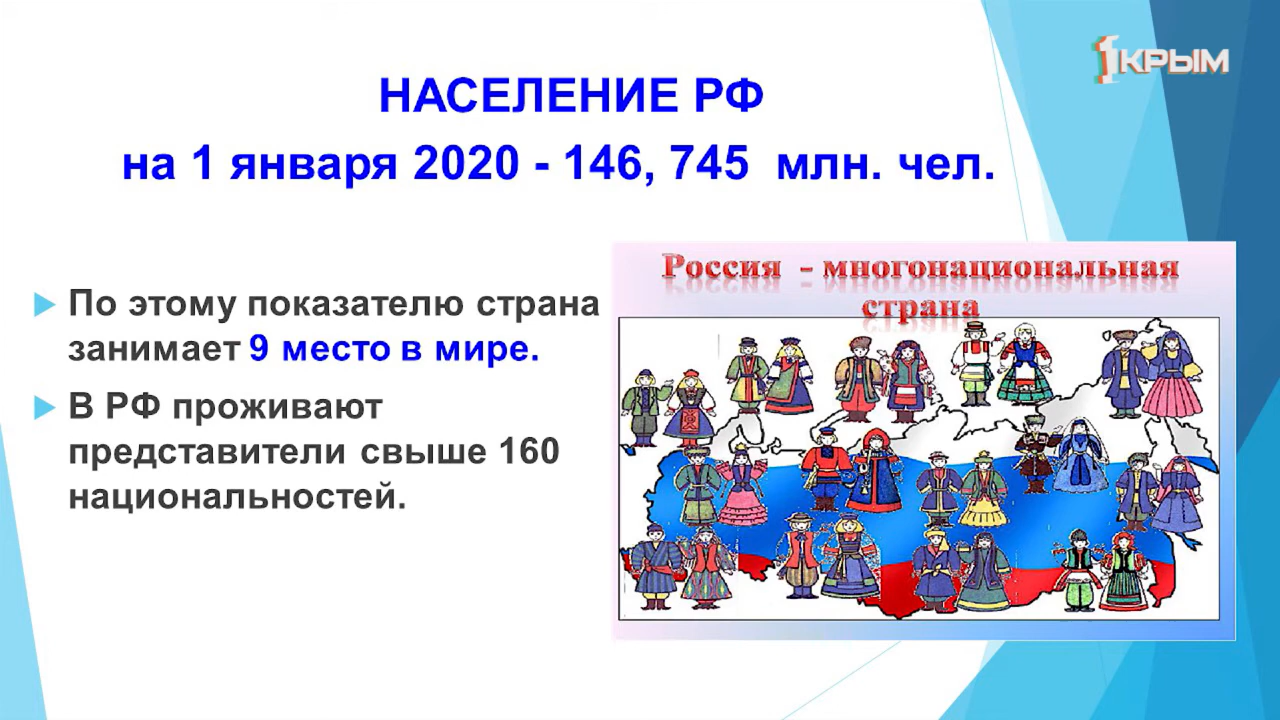 1КРЫМ
НАСЕЛЕНИЕ РФ
на 1 января 2020 - 146, 745 млн. чел.
По этому показателю страна
занимает 9 место в мире.
В РФ проживают
представители свыше 160
национальностей.
Россия - многонациональная
страна